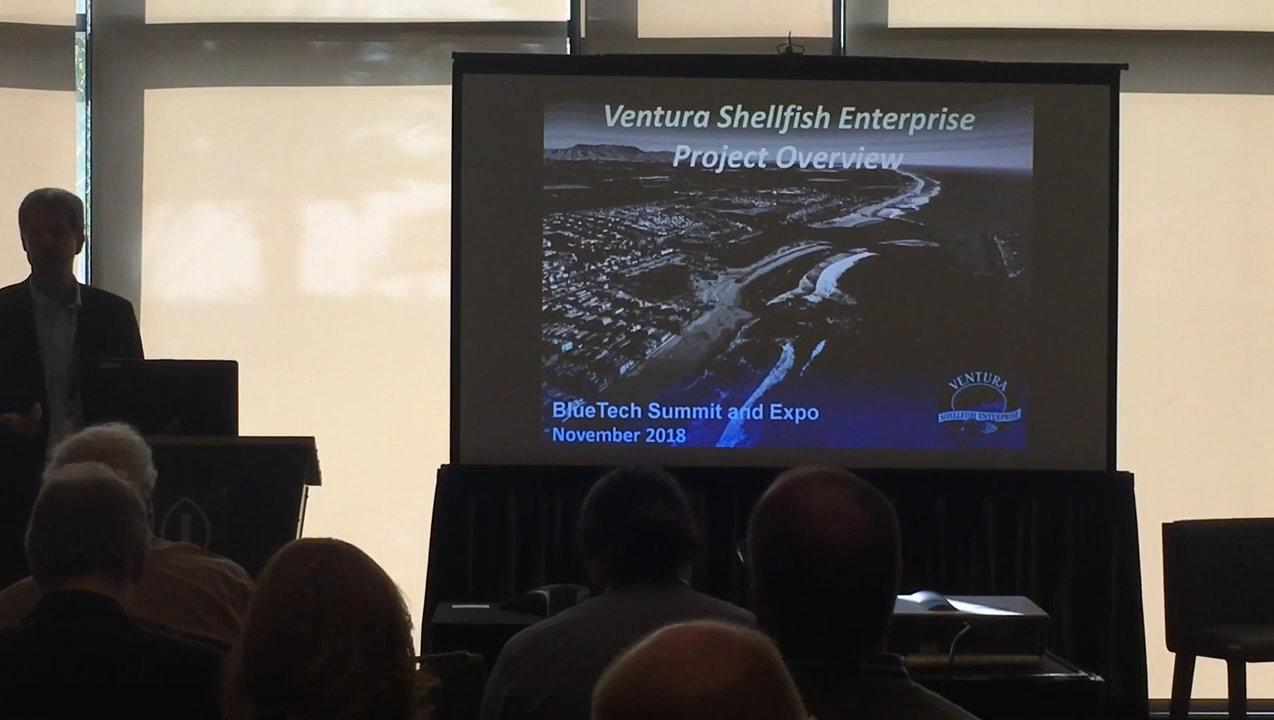 Ventura Shellfish Enterprise
Project Overview
BlueTech Summit and Expo
November 2018
VENTURA
SHELLFISH ENTERPRISE